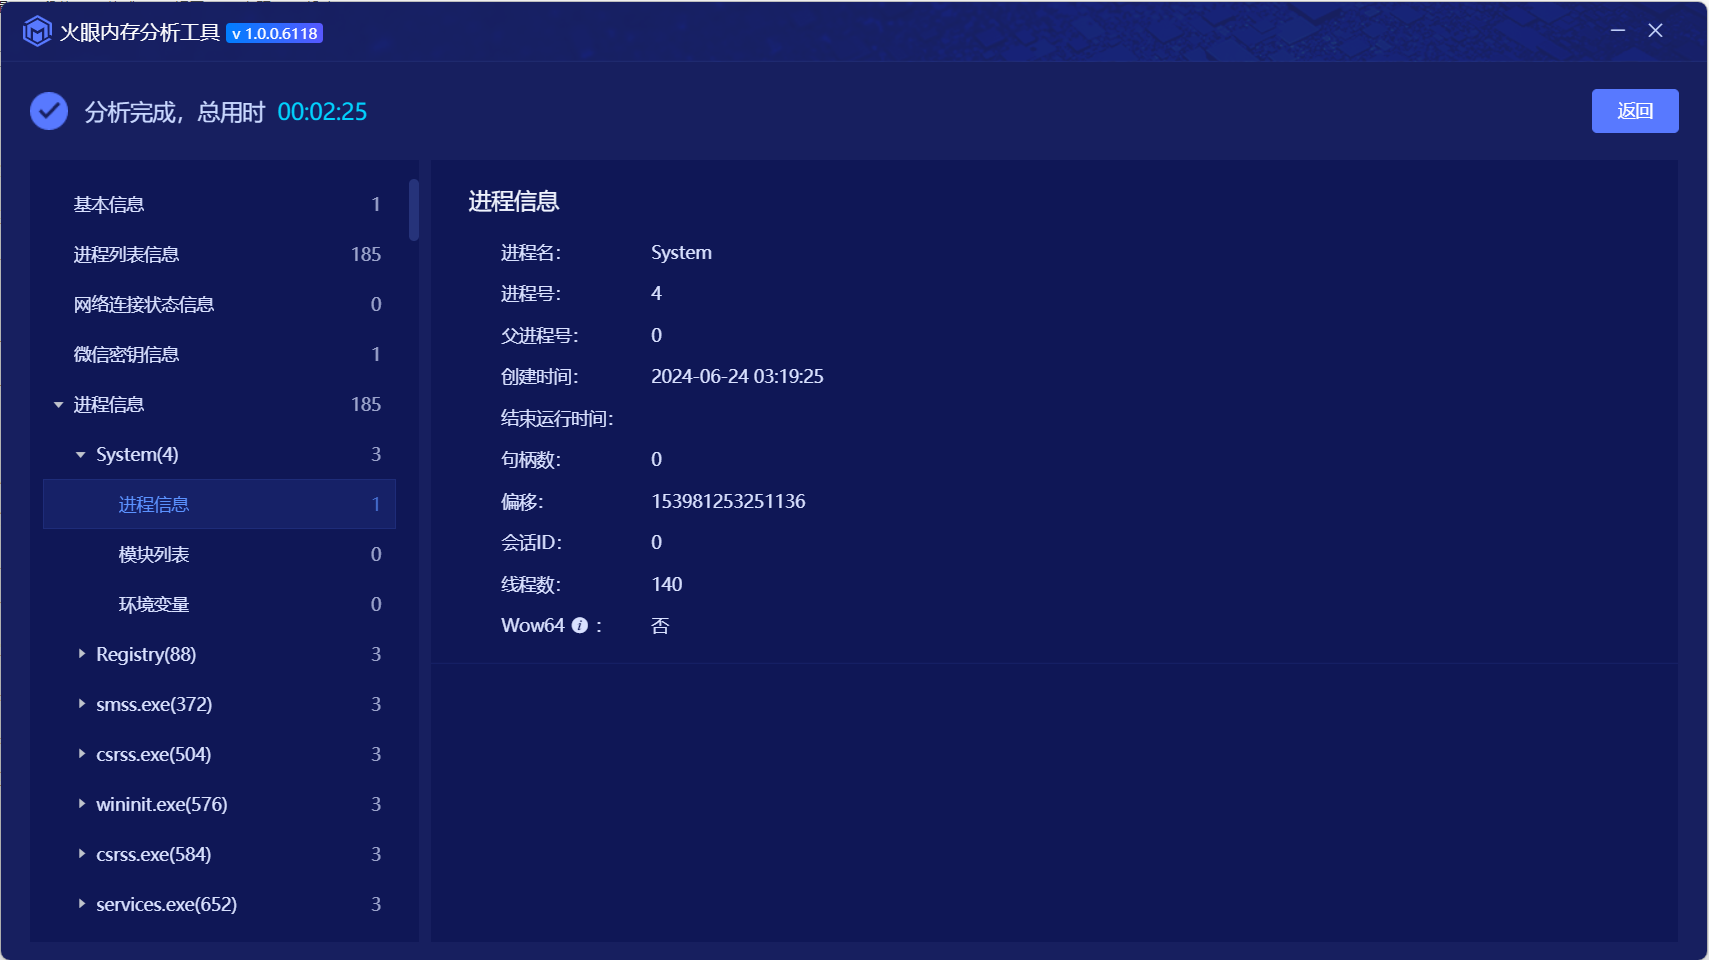 火眼内存分析工具 v 1.0.0.6118
分析完成，总用时 00:02:25
返回
基本信息 1
进程列表信息 185
网络连接状态信息 0
微信密钥信息 1
进程信息 185
System(4) 3
进程信息 1
模块列表 0
环境变量 0
Registry(88) 3
smss.exe(372) 3
csrss.exe(504) 3
wininit.exe(576) 3
csrss.exe(584) 3
services.exe(652) 3
进程信息
进程名： System
进程号： 4
父进程号： 0
创建时间： 2024-06-24 03:19:25
结束运行时间：
句柄数： 0
偏移： 153981253251136
会话ID： 0
线程数： 140
Wow64 ： 否